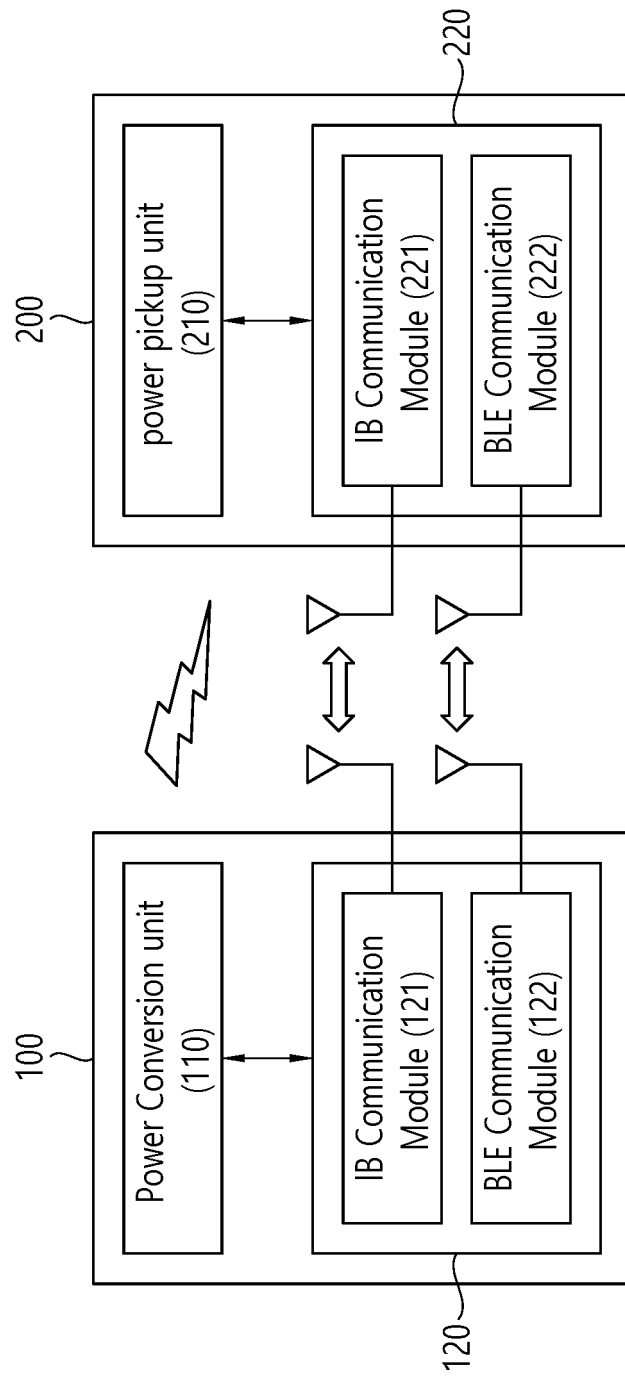 100
Power Conversion unit
(110)
IB Communication
Module (121)
BLE Communication
Module (122)
120
200
power pickup unit
(210)
IB Communication
Module (221)
BLE Communication
Module (222)
220